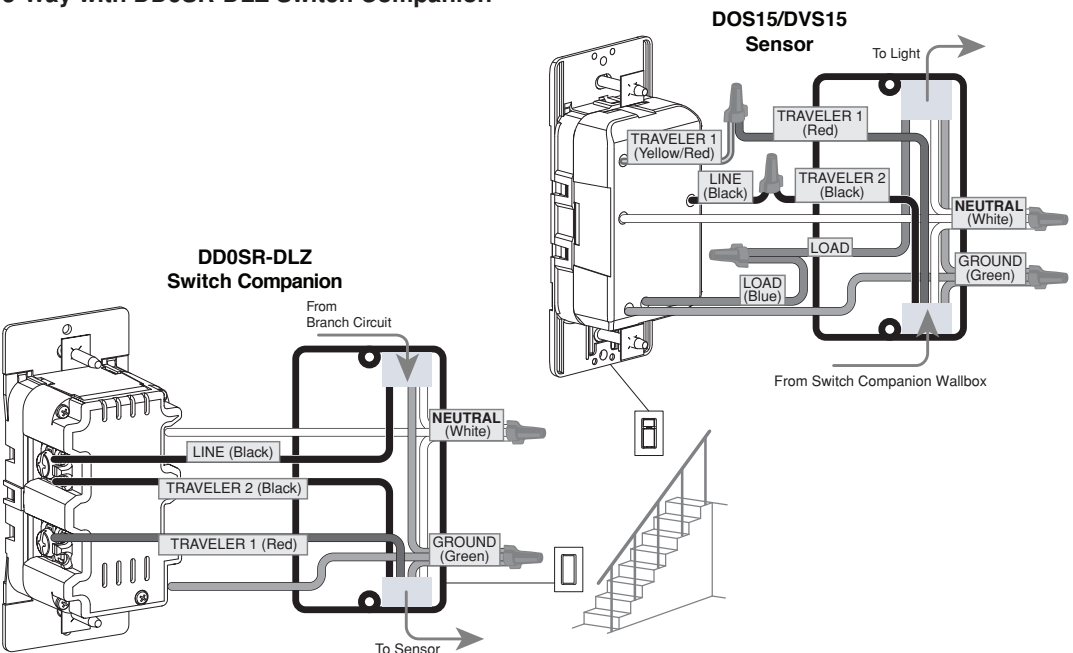 3-Way with DD0SR-DLZ Switch Companion
DOS15/DVS15
Sensor
To Light
TRAVELER 1
(Red)
TRAVELER 1
(Yellow/Red)
LINE
(Black)
TRAVELER 2
(Black)
NEUTRAL
(White)
LOAD
GROUND
(Green)
LOAD
(Blue)
From Switch Companion Wallbox
DD0SR-DLZ
Switch Companion
From
Branch Circuit
NEUTRAL
(White)
LINE (Black)
TRAVELER 2 (Black)
TRAVELER 1 (Red)
GROUND
(Green)
To Sensor